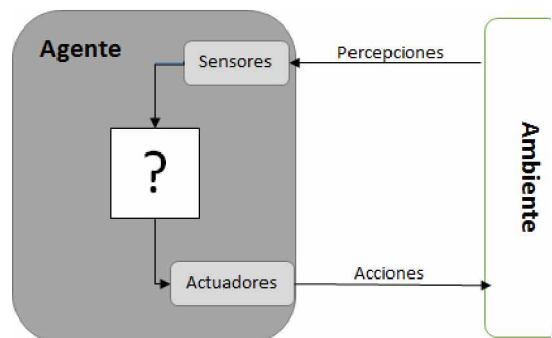 Agente
Sensores
Percepciones
?
Ambiente
Actuadores
Acciones